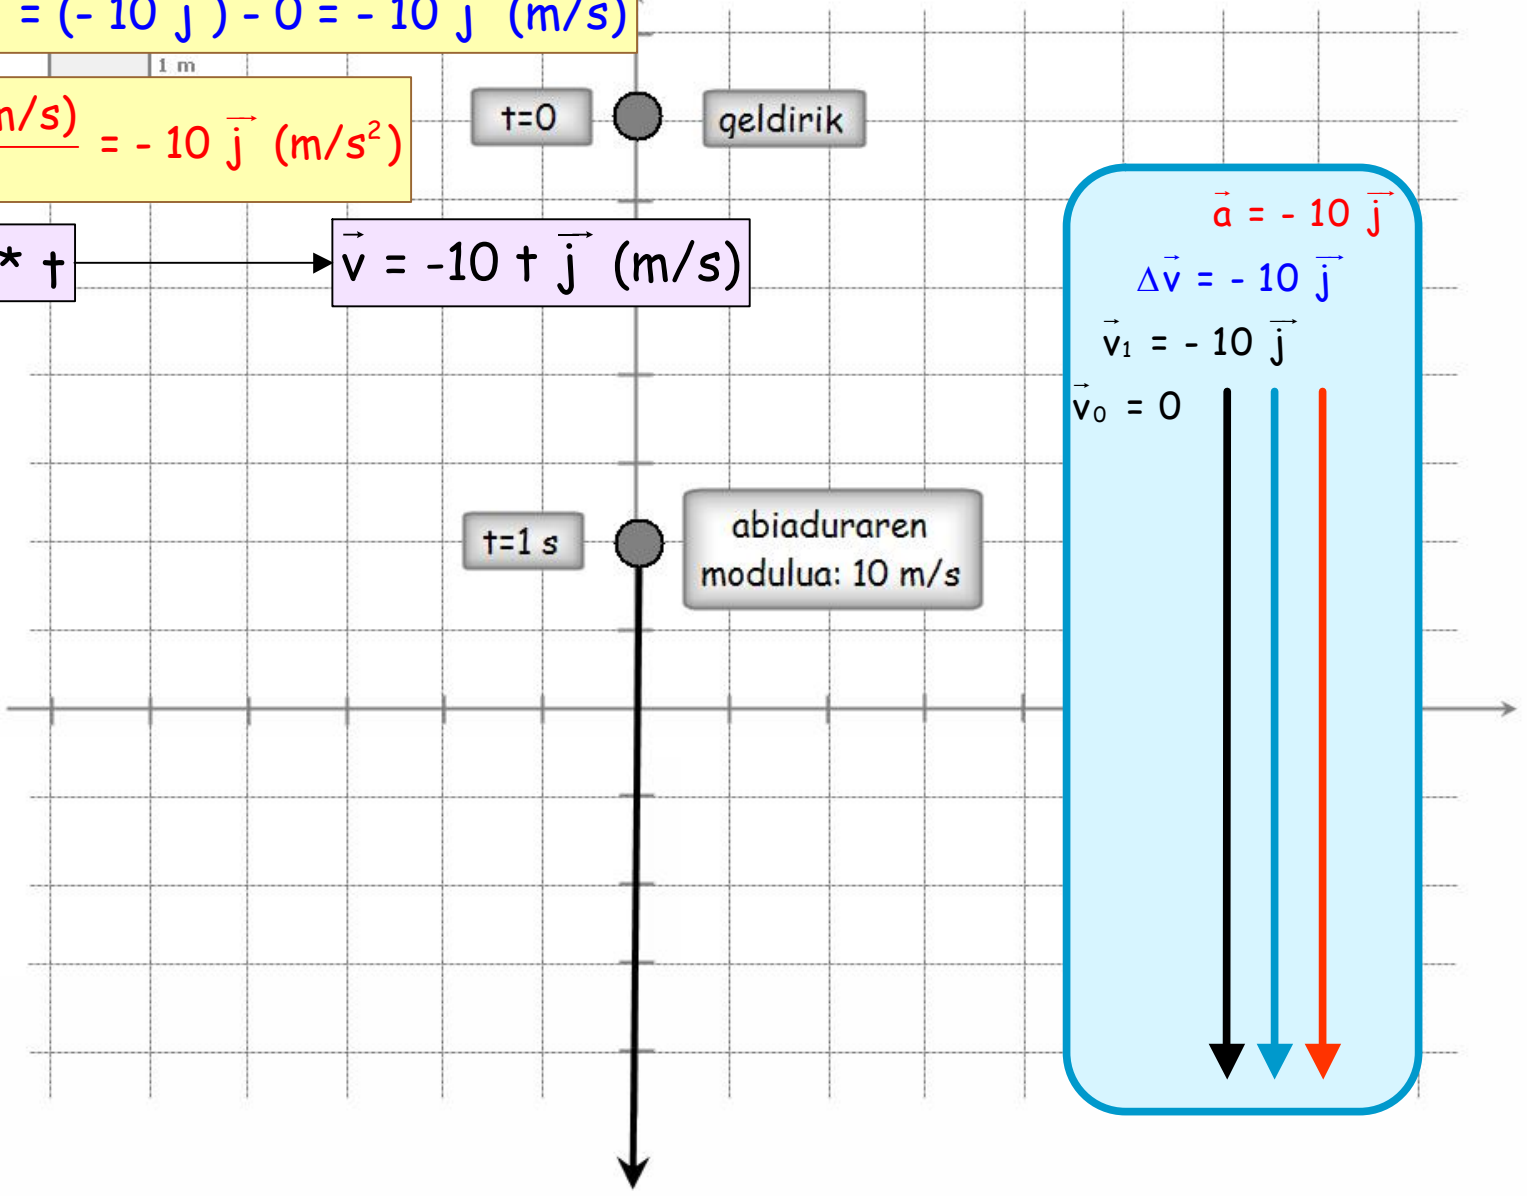 = (- 10 j ) - 0 = - 10 j (m/s)
1 m
m/s) = - 10 j (m/s²)
t=0
geldirik
* t
v = -10 t j (m/s)
a = - 10 j
Δv = - 10 j
v₁ = - 10 j
v₀ = 0
t=1 s
abiaduraren
modulua: 10 m/s